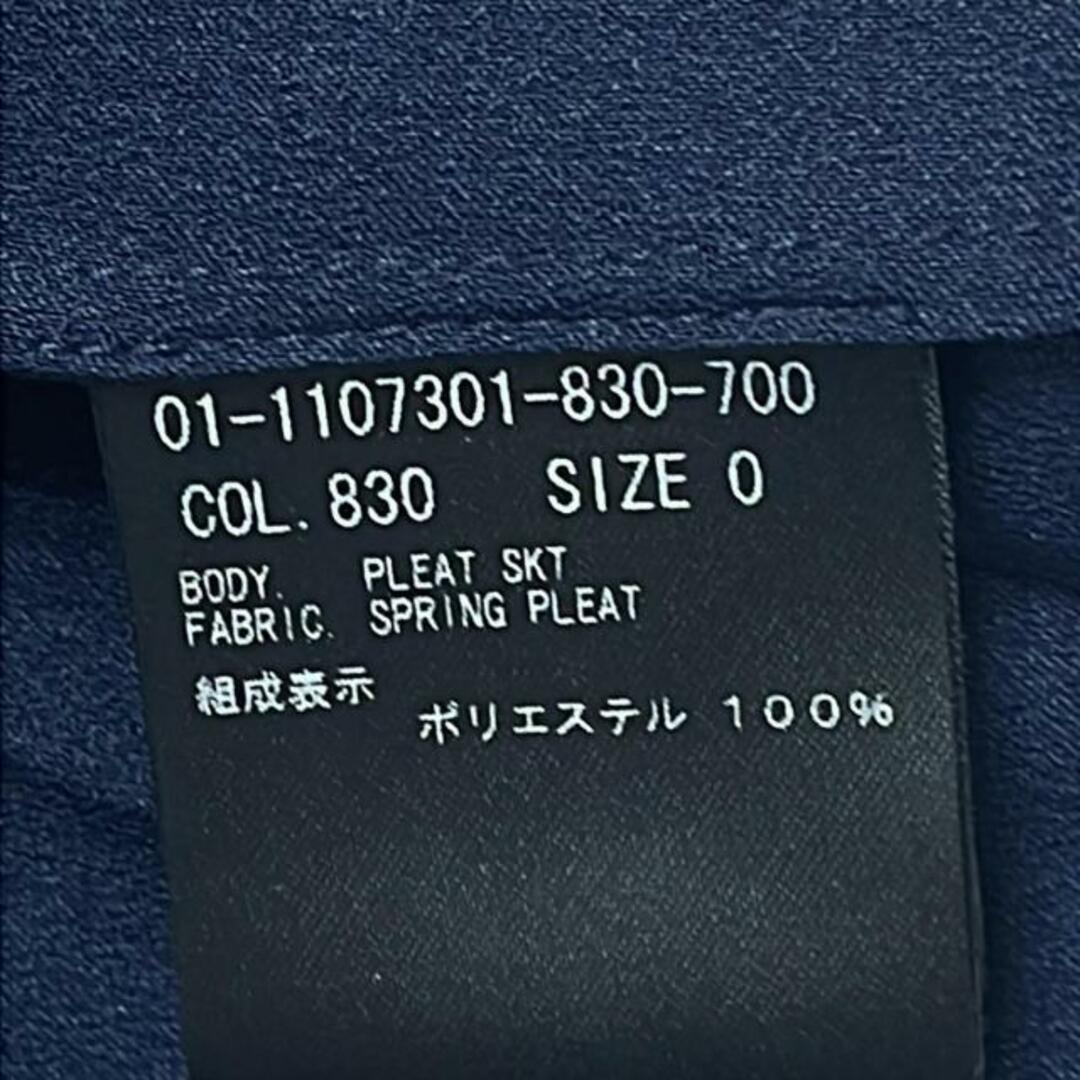 01-1107301-830-700
COL. 830 SIZE 0
BODY. PLEAT SKT
FABRIC. SPRING PLEAT
組成表示
ポリエステル 100%